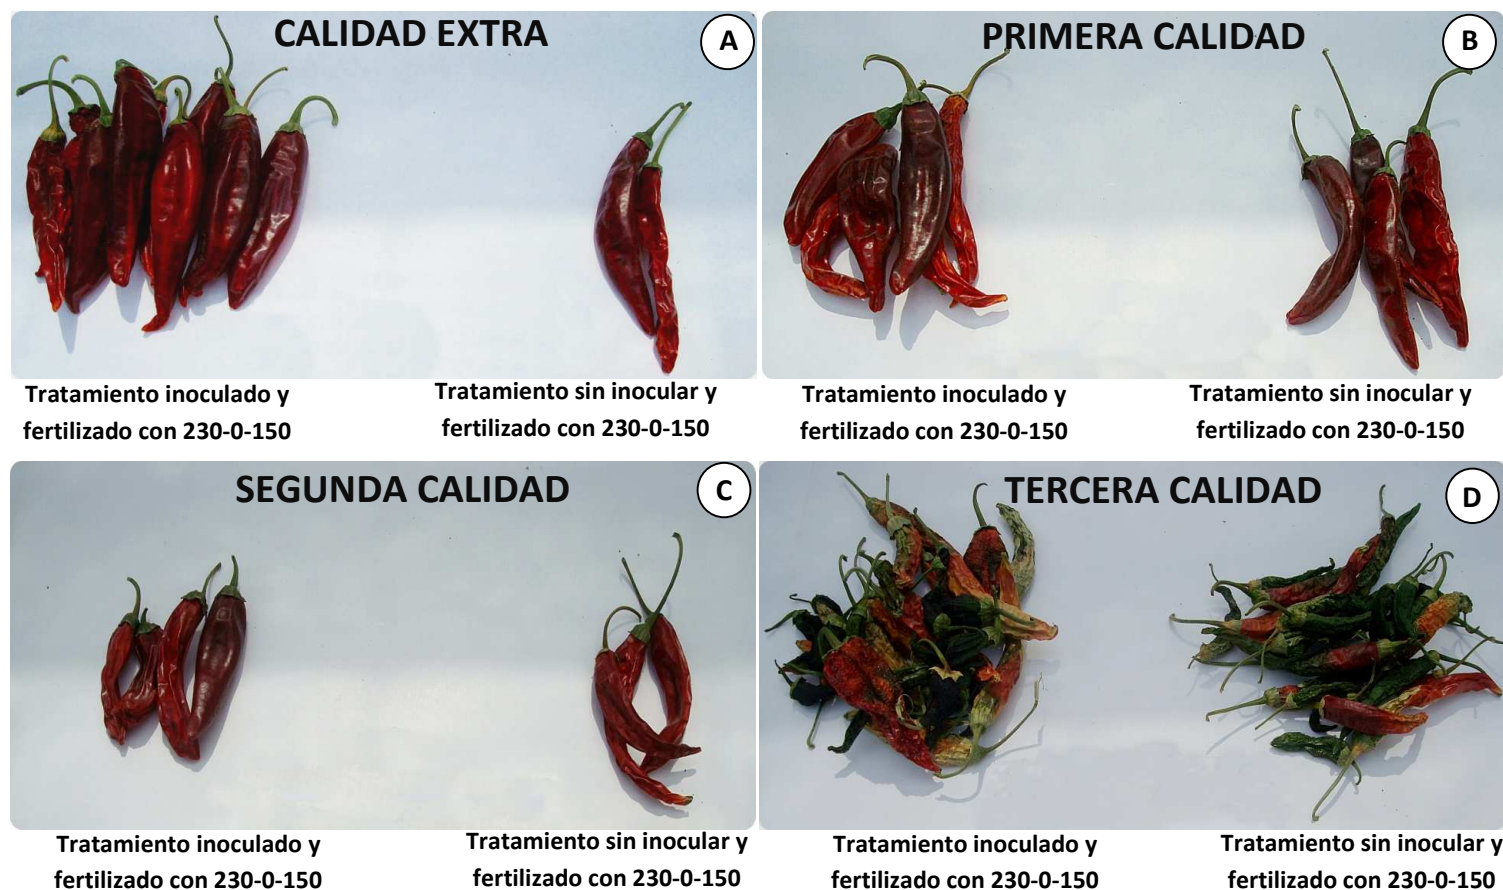 CALIDAD EXTRA
A
Tratamiento inoculado y
fertilizado con 230-0-150
Tratamiento sin inocular y
fertilizado con 230-0-150
PRIMERA CALIDAD
B
Tratamiento inoculado y
fertilizado con 230-0-150
Tratamiento sin inocular y
fertilizado con 230-0-150
SEGUNDA CALIDAD
C
Tratamiento inoculado y
fertilizado con 230-0-150
Tratamiento sin inocular y
fertilizado con 230-0-150
TERCERA CALIDAD
D
Tratamiento inoculado y
fertilizado con 230-0-150
Tratamiento sin inocular y
fertilizado con 230-0-150